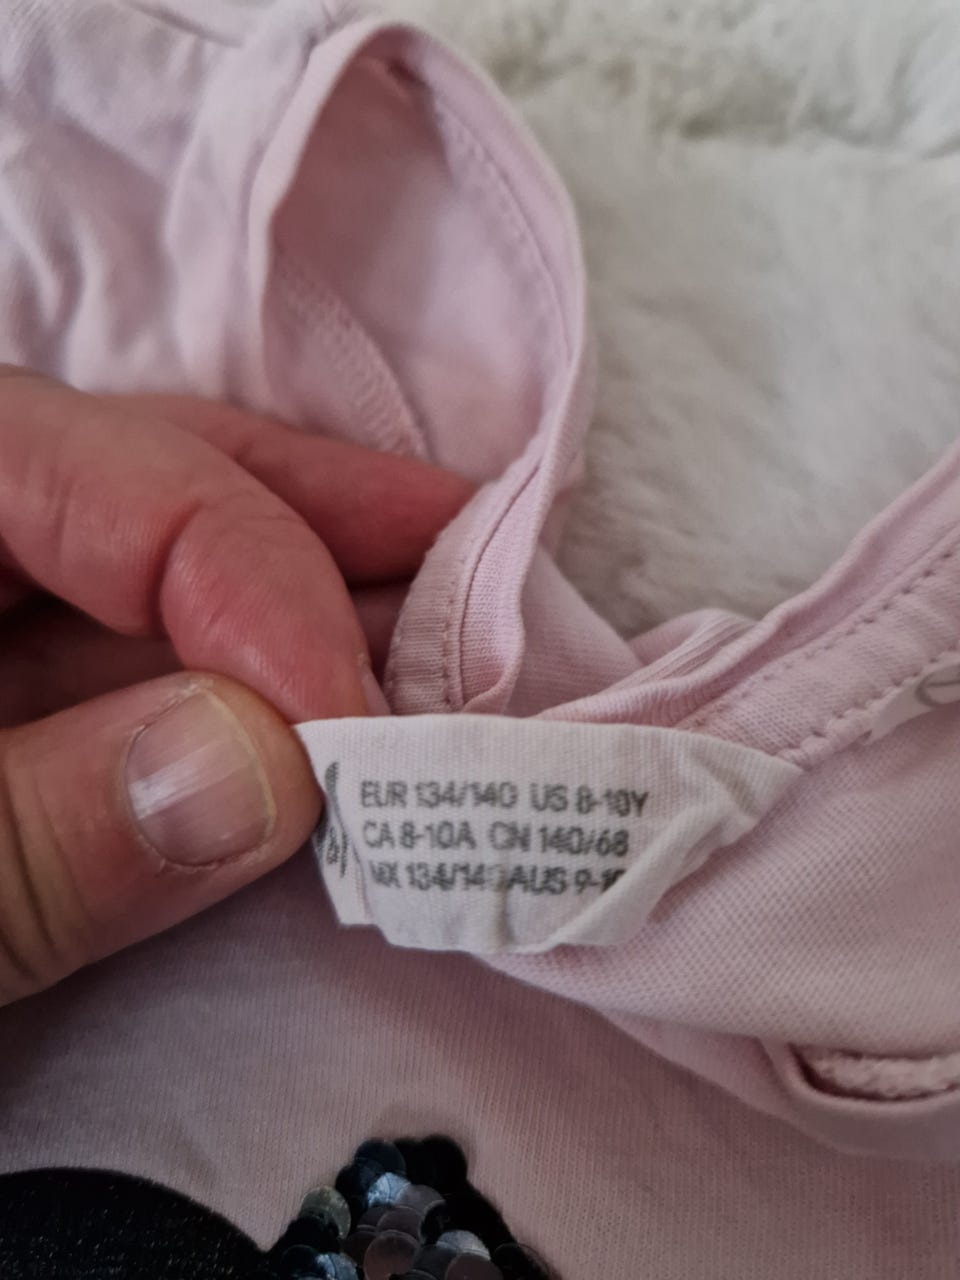 EUR 134/140 US 8-10Y
CA 8-10A CN 140/68
MX 134/140 AUS 9-10